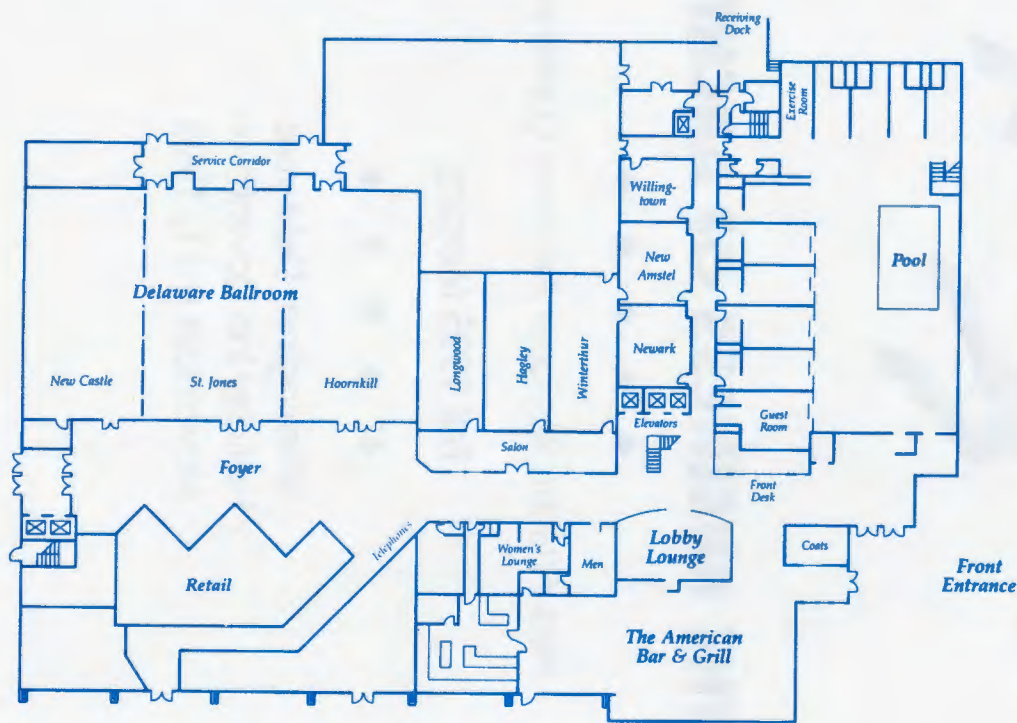 Receiving
Dock
Exercise
Room
Service Corridor
Willing-
town
New
Amstel
Pool
Delaware Ballroom
Longwood
Hagley
Winterthur
Newark
New Castle
St. Jones
Hoornkill
Guest
Room
Elevators
Salon
Foyer
Front
Desk
Telephones
Women's
Lounge
Men
Lobby
Lounge
Coats
Retail
Front
Entrance
The American
Bar & Grill